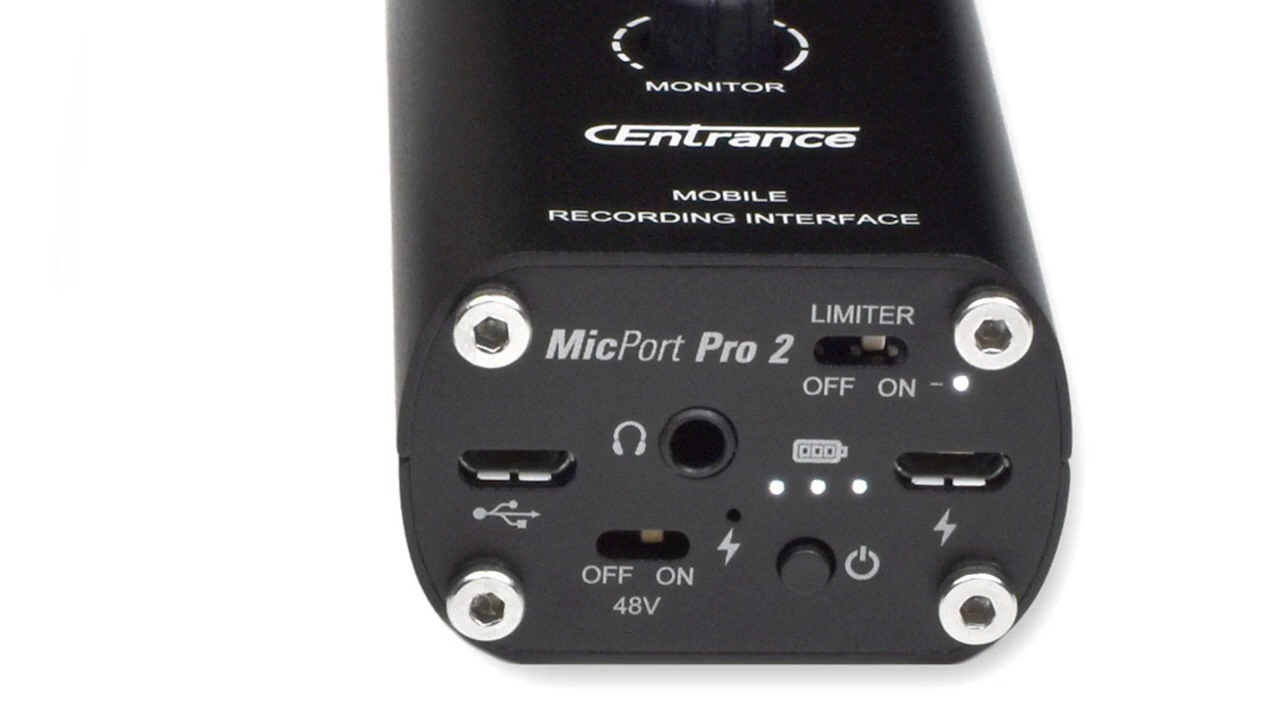 MONITOR
CEntrance
MOBILE
RECORDING INTERFACE
LIMITER
MicPort Pro 2
OFF ON
OFF ON
48V